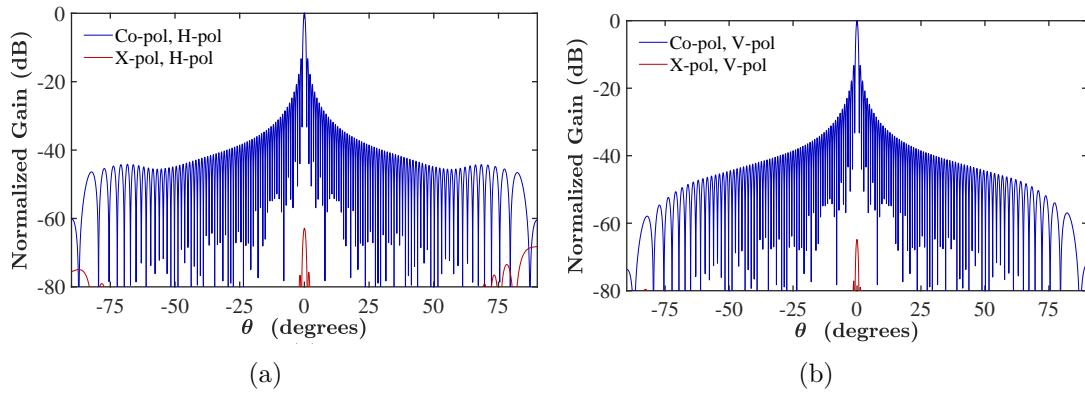 0
-20
-40
-60
-80
Normalized Gain (dB)
Co-pol, H-pol
X-pol, H-pol
-75 -50 -25 0 25 50 75
θ (degrees)
(a)
0
-20
-40
-60
-80
Normalized Gain (dB)
Co-pol, V-pol
X-pol, V-pol
-75 -50 -25 0 25 50 75
θ (degrees)
(b)